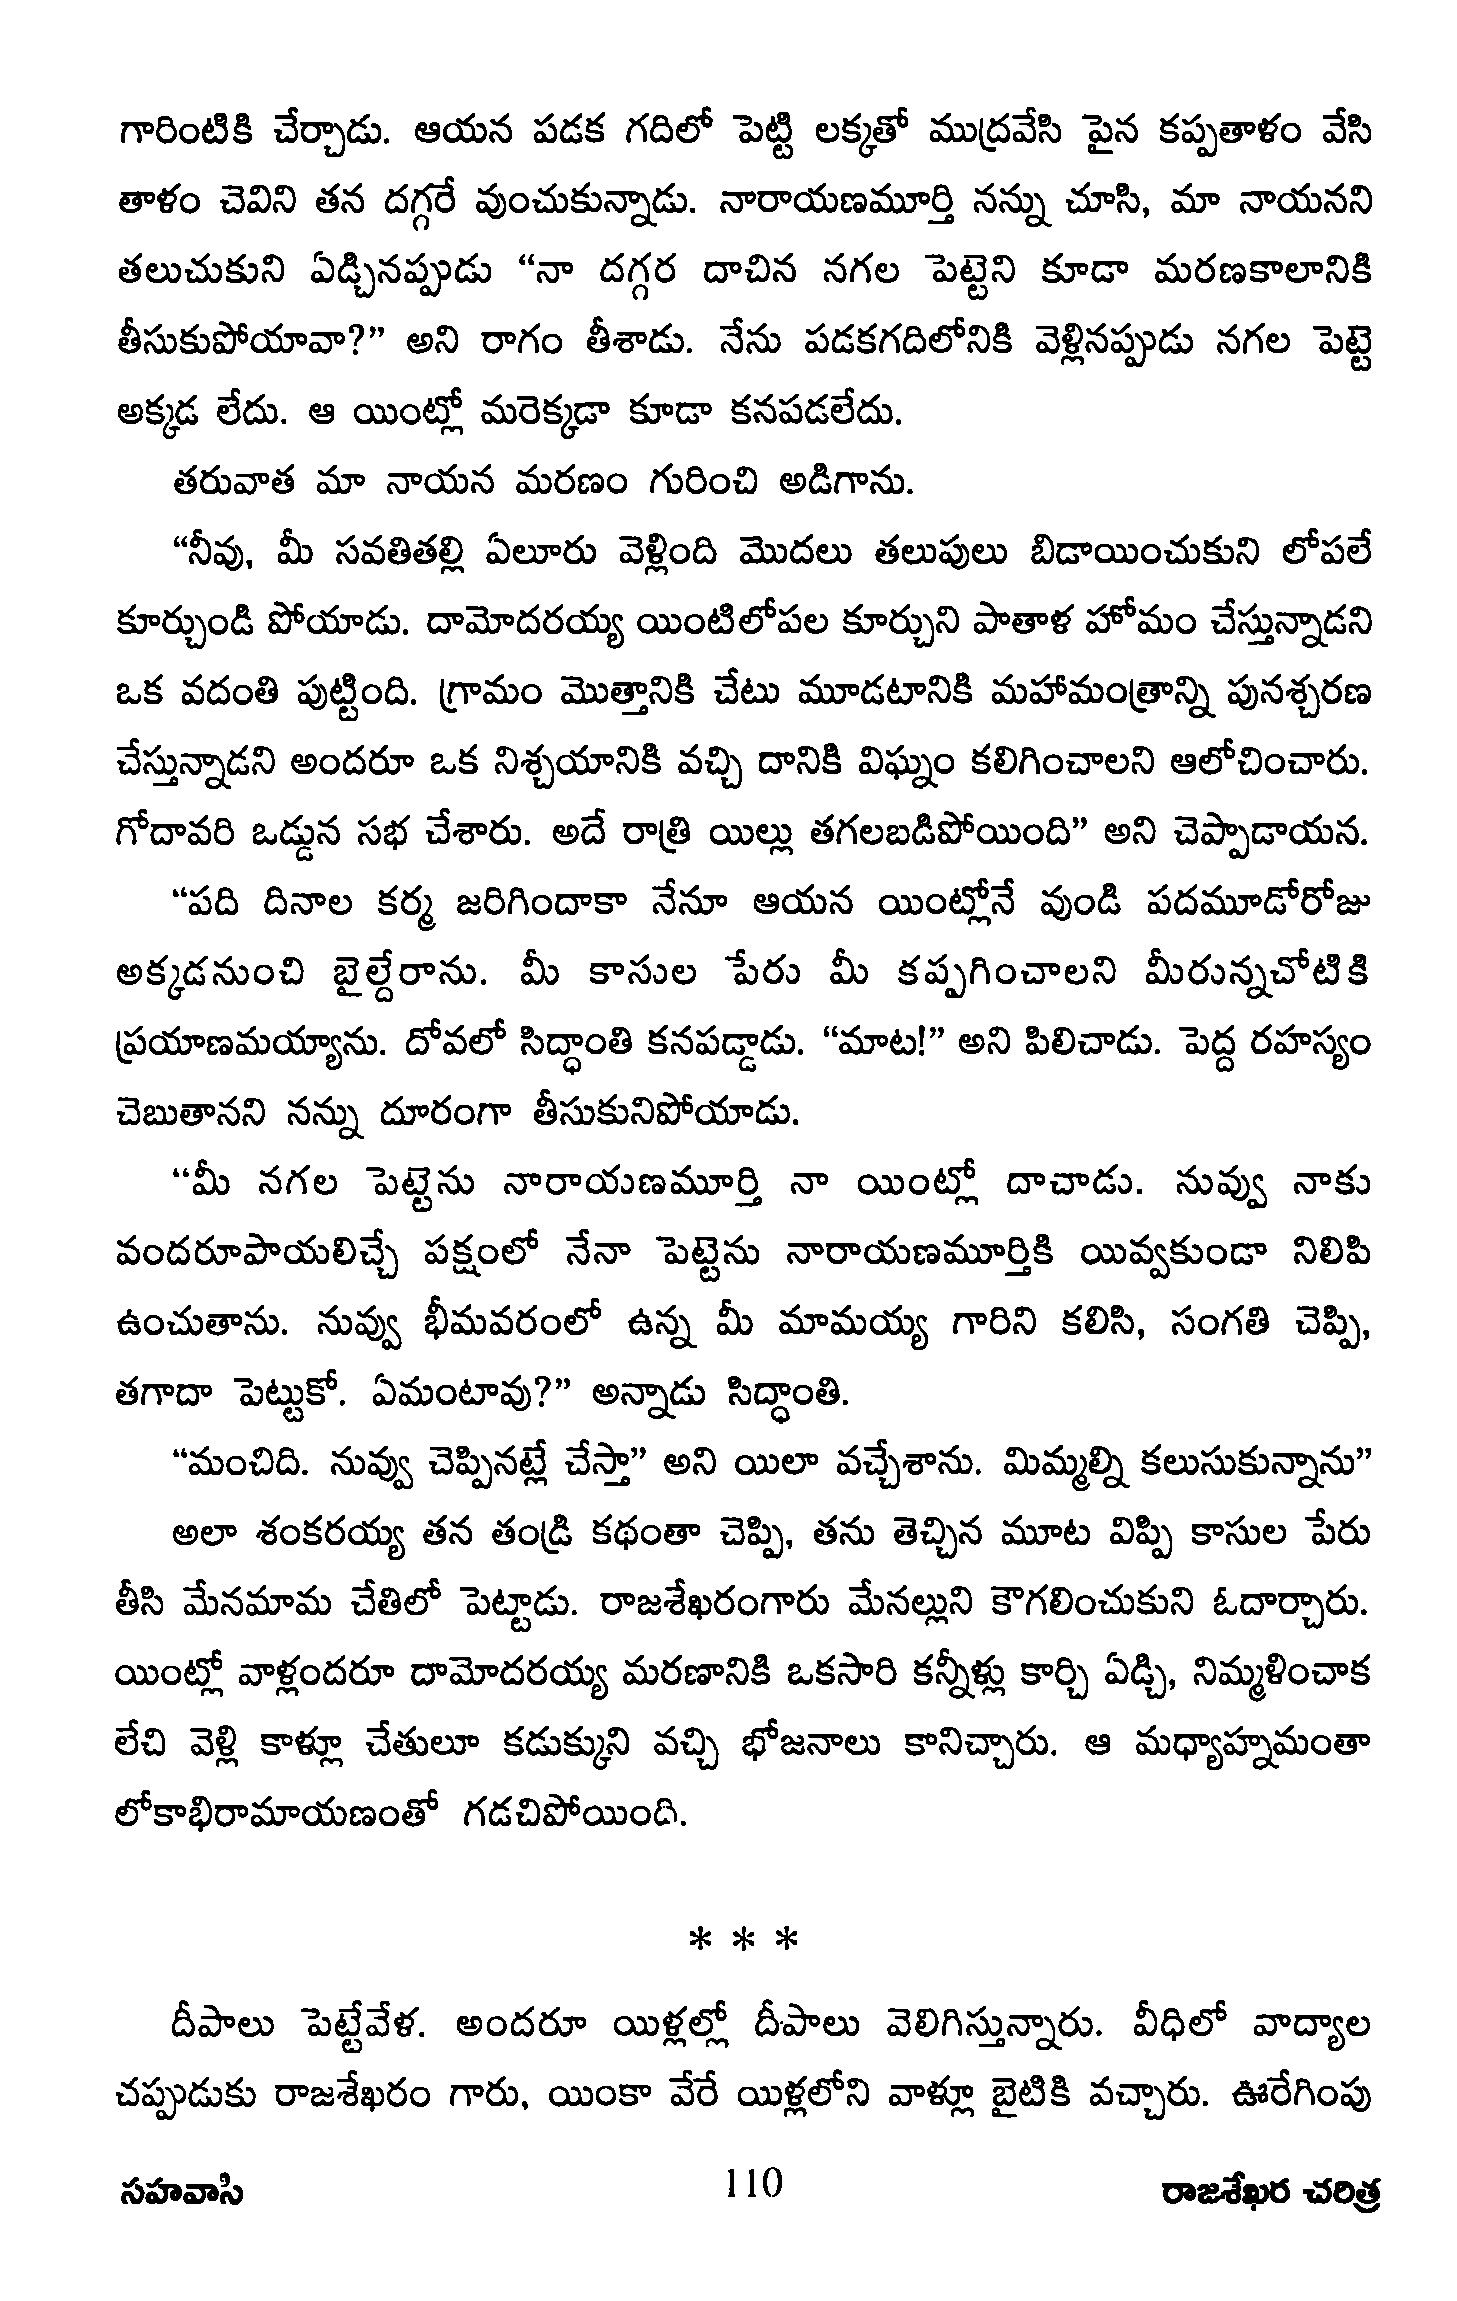 గారింటికి చేర్చాడు. ఆయన పడక గదిలో పెట్టి లక్కతో ముద్రవేసి పైన కప్పతాళం వేసి
తాళం చెవిని తన దగ్గరే వుంచుకున్నాడు. నారాయణమూర్తి నన్ను చూసి, మా నాయనని
తలుచుకుని ఏడ్చినప్పుడు “నా దగ్గర దాచిన నగల పెట్టెని కూడా మరణకాలానికి
తీసుకుపోయావా?” అని రాగం తీశాడు. నేను పడకగదిలోనికి వెళ్లినప్పుడు నగల పెట్టె
అక్కడ లేదు. ఆ యింట్లో మరెక్కడా కూడా కనపడలేదు.
తరువాత మా నాయన మరణం గురించి అడిగాను.
“నీవు, మీ సవతితల్లి ఏలూరు వెళ్లింది మొదలు తలుపులు బిడాయించుకుని లోపలే
కూర్చుండి పోయాడు. దామోదరయ్య యింటిలోపల కూర్చుని పాతాళ హోమం చేస్తున్నాడని
ఒక వదంతి పుట్టింది. గ్రామం మొత్తానికి చేటు మూడటానికి మహామంత్రాన్ని పునశ్చరణ
చేస్తున్నాడని అందరూ ఒక నిశ్చయానికి వచ్చి దానికి విఘ్నం కలిగించాలని ఆలోచించారు.
గోదావరి ఒడ్డున సభ చేశారు. అదే రాత్రి యిల్లు తగలబడిపోయింది” అని చెప్పాడాయన.
“పది దినాల కర్మ జరిగిందాకా నేనూ ఆయన యింట్లోనే వుండి పదమూడోరోజు
అక్కడనుంచి బైల్దేరాను. మీ కాసుల పేరు మీ కప్పగించాలని మీరున్నచోటికి
ప్రయాణమయ్యాను. దోవలో సిద్ధాంతి కనపడ్డాడు. “మాట!” అని పిలిచాడు. పెద్ద రహస్యం
చెబుతానని నన్ను దూరంగా తీసుకునిపోయాడు.
“మీ నగల పెట్టెను నారాయణమూర్తి నా యింట్లో దాచాడు. నువ్వు నాకు
వందరూపాయలిచ్చే పక్షంలో నేనా పెట్టెను నారాయణమూర్తికి యివ్వకుండా నిలిపి
ఉంచుతాను. నువ్వు భీమవరంలో ఉన్న మీ మామయ్య గారిని కలిసి, సంగతి చెప్పి,
తగాదా పెట్టుకో. ఏమంటావు?” అన్నాడు సిద్ధాంతి.
“మంచిది. నువ్వు చెప్పినట్లే చేస్తా” అని యిలా వచ్చేశాను. మిమ్మల్ని కలుసుకున్నాను”
అలా శంకరయ్య తన తండ్రి కథంతా చెప్పి, తను తెచ్చిన మూట విప్పి కాసుల పేరు
తీసి మేనమామ చేతిలో పెట్టాడు. రాజశేఖరంగారు మేనల్లుని కౌగలించుకుని ఓదార్చారు.
యింట్లో వాళ్లందరూ దామోదరయ్య మరణానికి ఒకసారి కన్నీళ్లు కార్చి ఏడ్చి, నిమ్మళించాక
లేచి వెళ్లి కాళ్లూ చేతులూ కడుక్కుని వచ్చి భోజనాలు కానిచ్చారు. ఆ మధ్యాహ్నమంతా
లోకాభిరామాయణంతో గడచిపోయింది.
* * *
దీపాలు పెట్టేవేళ. అందరూ యిళ్లల్లో దీపాలు వెలిగిస్తున్నారు. వీధిలో వాద్యాల
చప్పుడుకు రాజశేఖరం గారు, యింకా వేరే యిళ్లలోని వాళ్లూ బైటికి వచ్చారు. ఊరేగింపు
సహవాసి 110 రాజశేఖర చరిత్ర